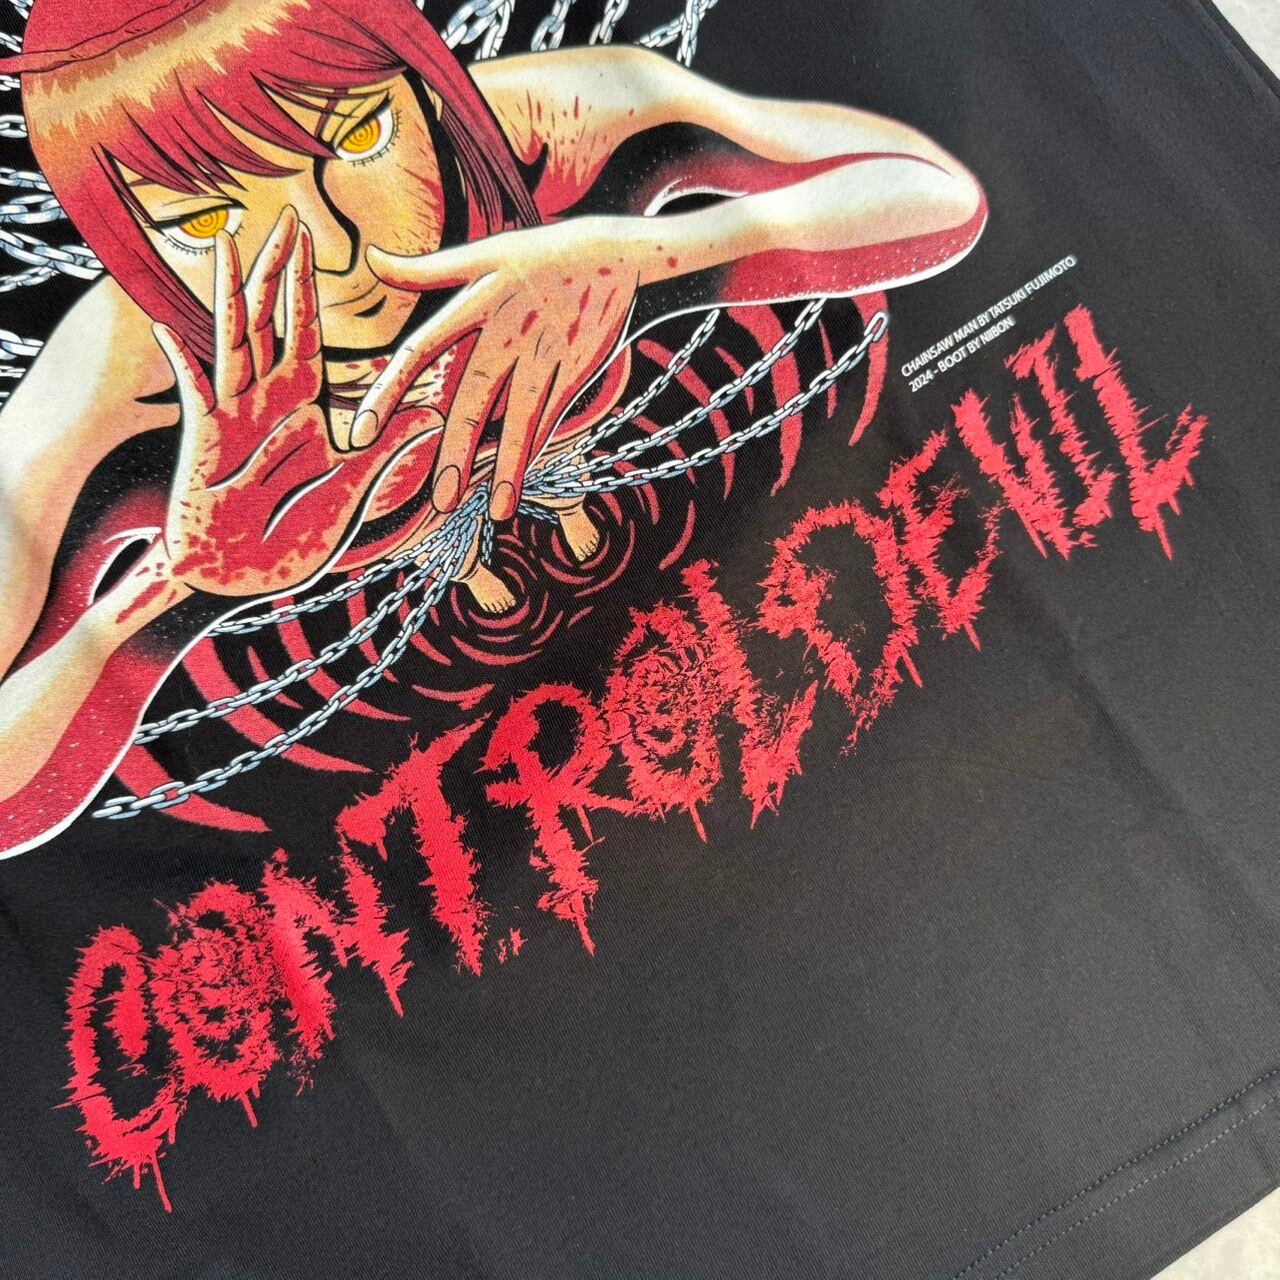 CHAINSAW MAN BY TATSUKI FUJIMOTO
2024 - BOOT BY NIIBON
CONTROL DEVIL